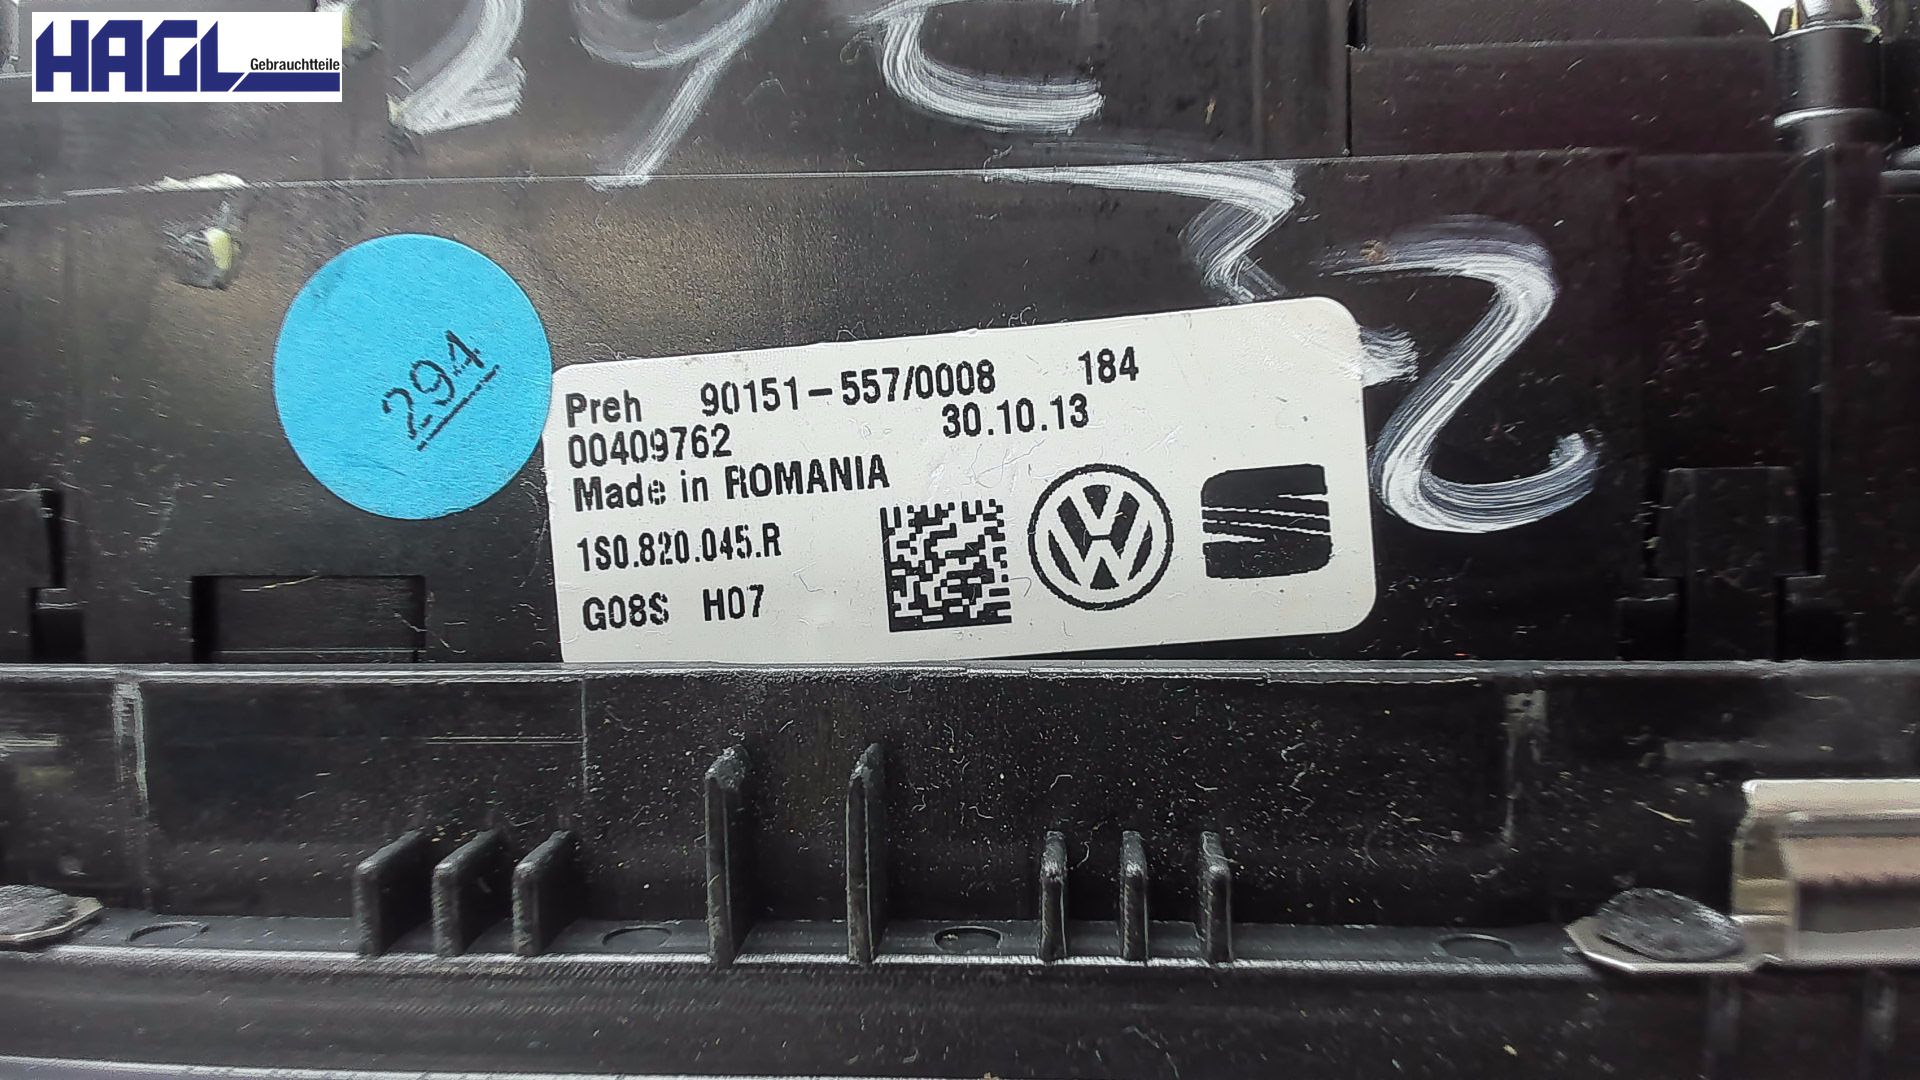 HAGL
Gebrauchtteile
294
Preh 90151-557/0008 184
00409762 30.10.13
Made in ROMANIA
1S0.820.045.R
G08S H07